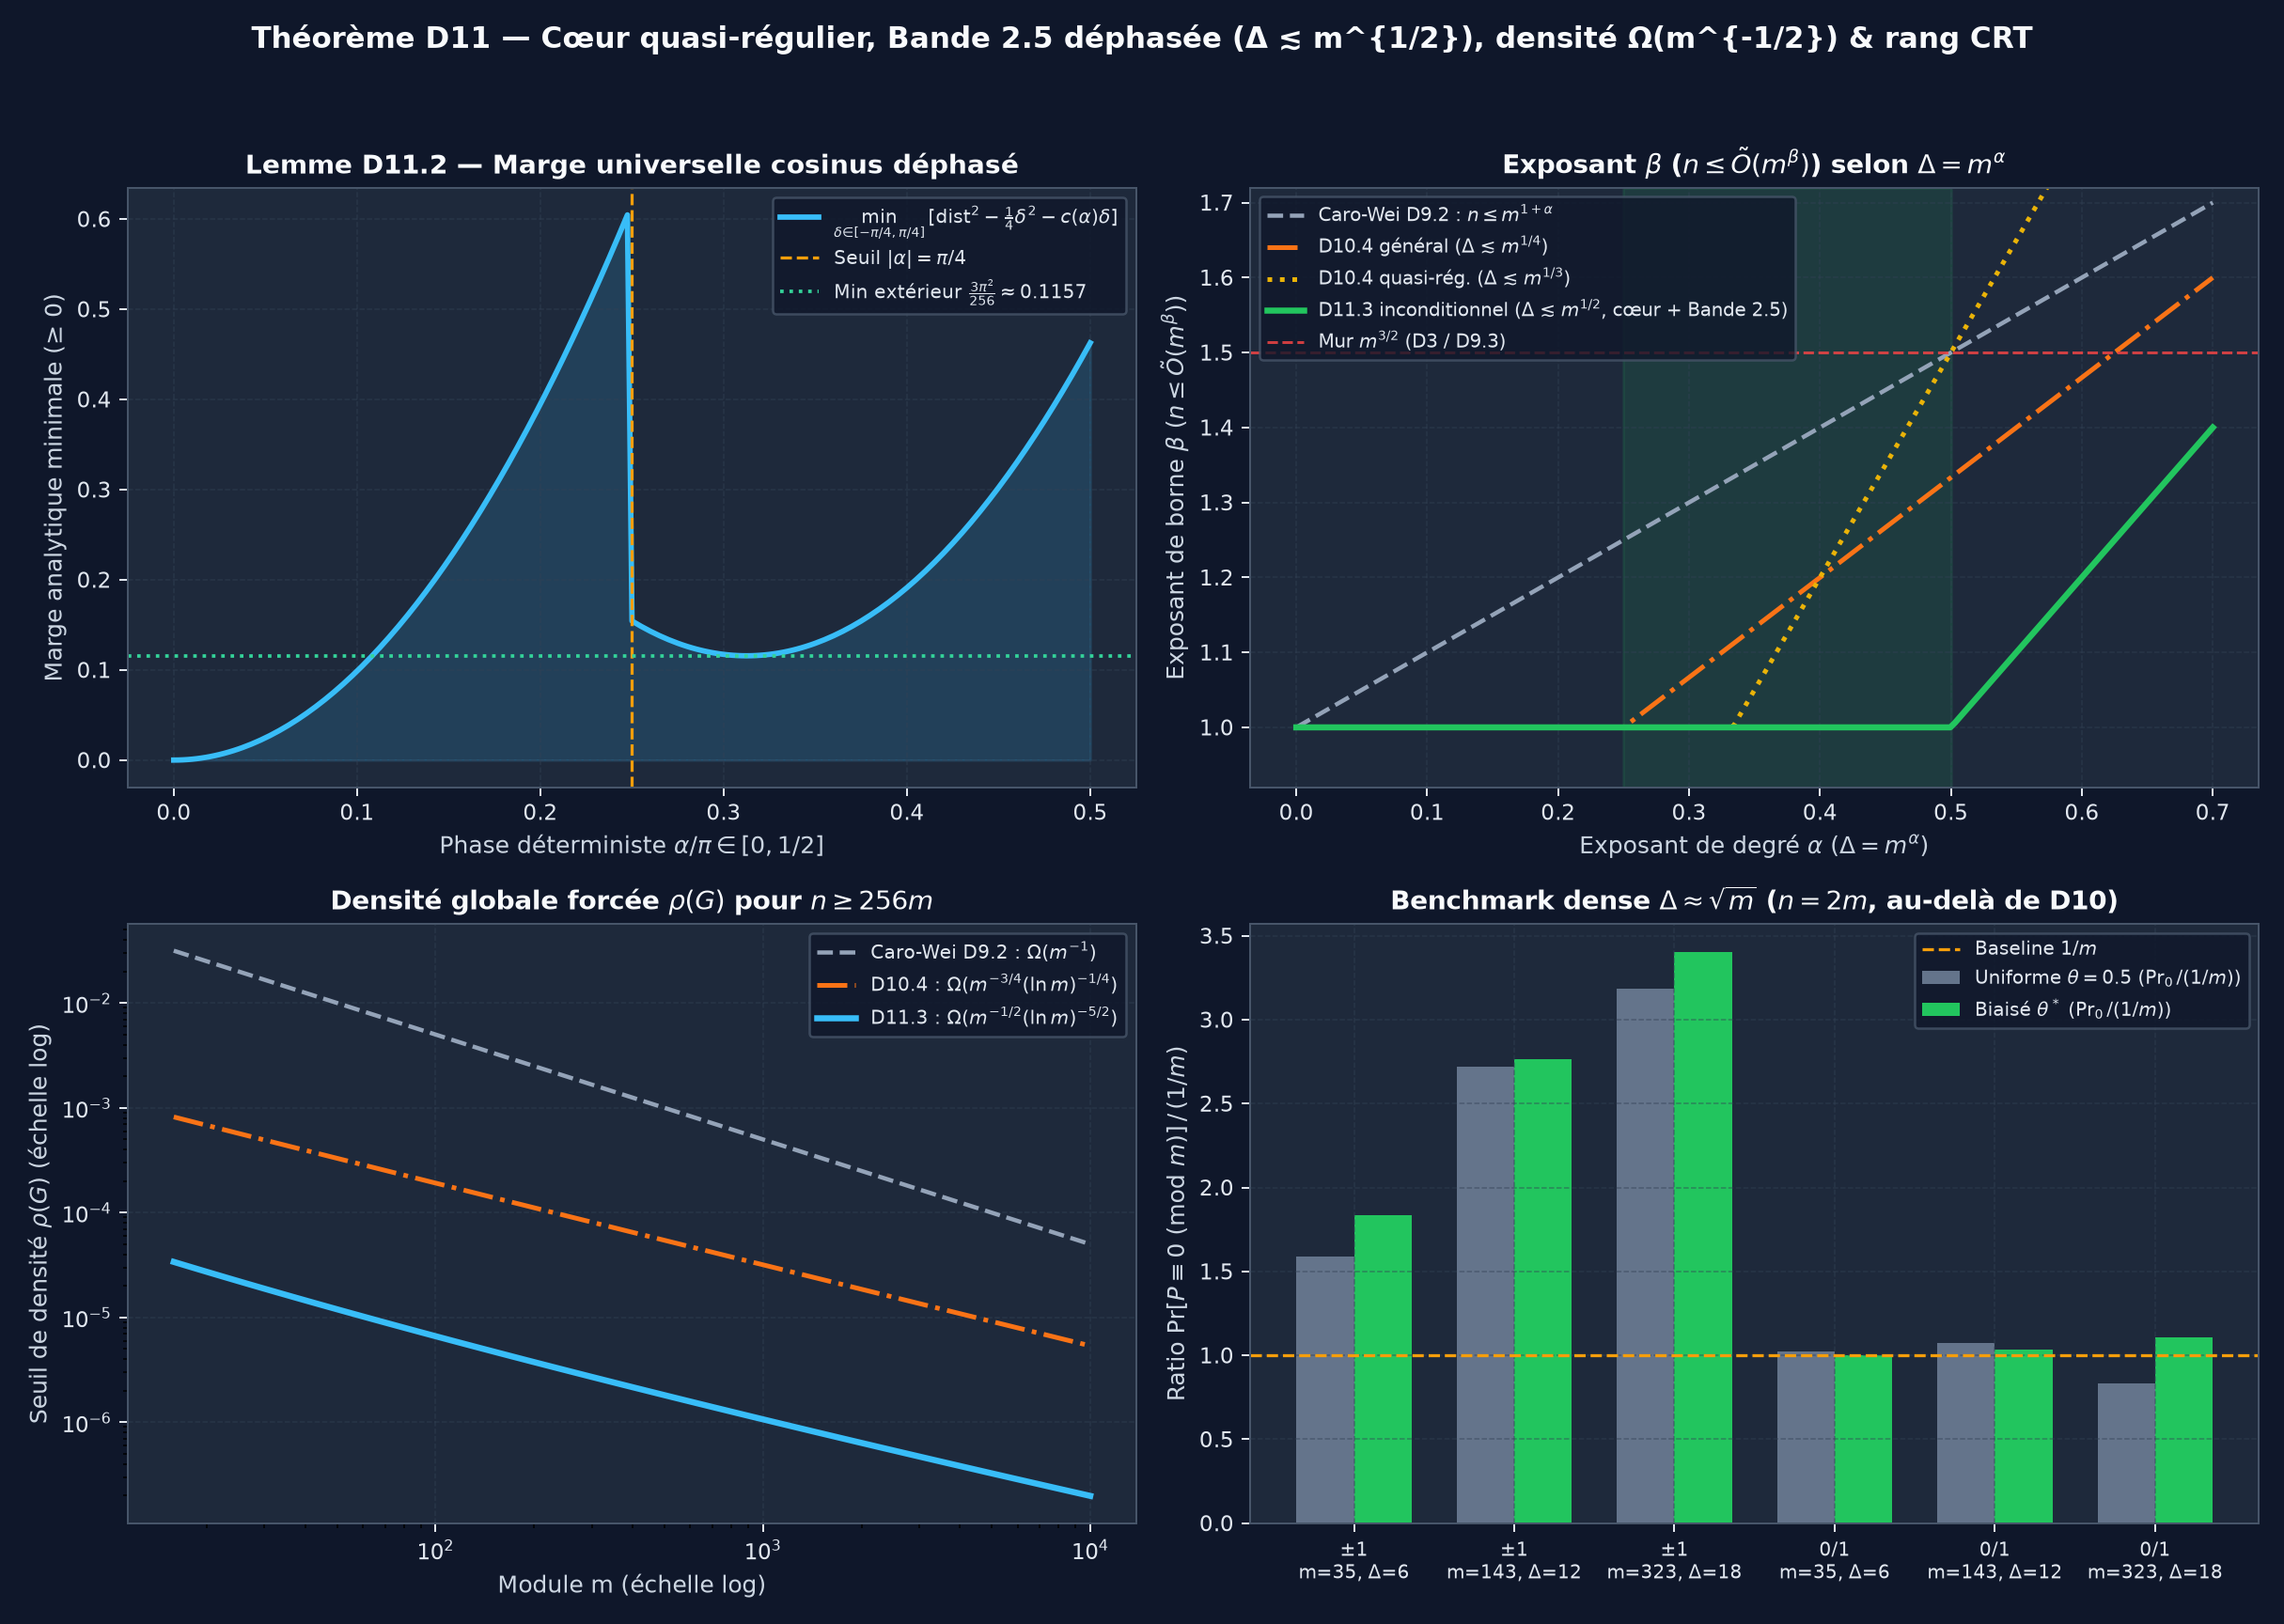 Théorème D11 — Cœur quasi-régulier, Bande 2.5 déphasée (Δ ≲ m^{1/2}), densité Ω(m^{-1/2}) & rang CRT
Lemme D11.2 — Marge universelle cosinus déphasé
Marge analytique minimale (≥ 0)
0.6
0.5
0.4
0.3
0.2
0.1
0.0
min_{δ∈[−π/4, π/4]} [dist² − ¼δ² − c(α)δ]
Seuil |α| = π/4
Min extérieur 3π²/256 ≈ 0.1157
0.0 0.1 0.2 0.3 0.4 0.5
Phase déterministe α/π ∈ [0, 1/2]
Exposant β (n ≤ Õ(m^β)) selon Δ = m^α
Exposant de borne β (n ≤ Õ(m^β))
1.7
1.6
1.5
1.4
1.3
1.2
1.1
1.0
Caro-Wei D9.2 : n ≤ m^{1+α}
D10.4 général (Δ ≲ m^{1/4})
D10.4 quasi-rég. (Δ ≲ m^{1/3})
D11.3 inconditionnel (Δ ≲ m^{1/2}, cœur + Bande 2.5)
Mur m^{3/2} (D3 / D9.3)
0.0 0.1 0.2 0.3 0.4 0.5 0.6 0.7
Exposant de degré α (Δ = m^α)
Densité globale forcée ρ(G) pour n ≥ 256m
Seuil de densité ρ(G) (échelle log)
10^{−2}
10^{−3}
10^{−4}
10^{−5}
10^{−6}
Caro-Wei D9.2 : Ω(m^{−1})
D10.4 : Ω(m^{−3/4}(ln m)^{−1/4})
D11.3 : Ω(m^{−1/2}(ln m)^{−5/2})
10² 10³ 10⁴
Module m (échelle log)
Benchmark dense Δ ≈ √m (n = 2m, au-delà de D10)
Ratio Pr[P ≡ 0 (mod m)] / (1/m)
3.5
3.0
2.5
2.0
1.5
1.0
0.5
0.0
Baseline 1/m
Uniforme θ = 0.5 (Pr₀ /(1/m))
Biaisé θ* (Pr₀ /(1/m))
±1 ±1 ±1 0/1 0/1 0/1
m=35, Δ=6 m=143, Δ=12 m=323, Δ=18 m=35, Δ=6 m=143, Δ=12 m=323, Δ=18